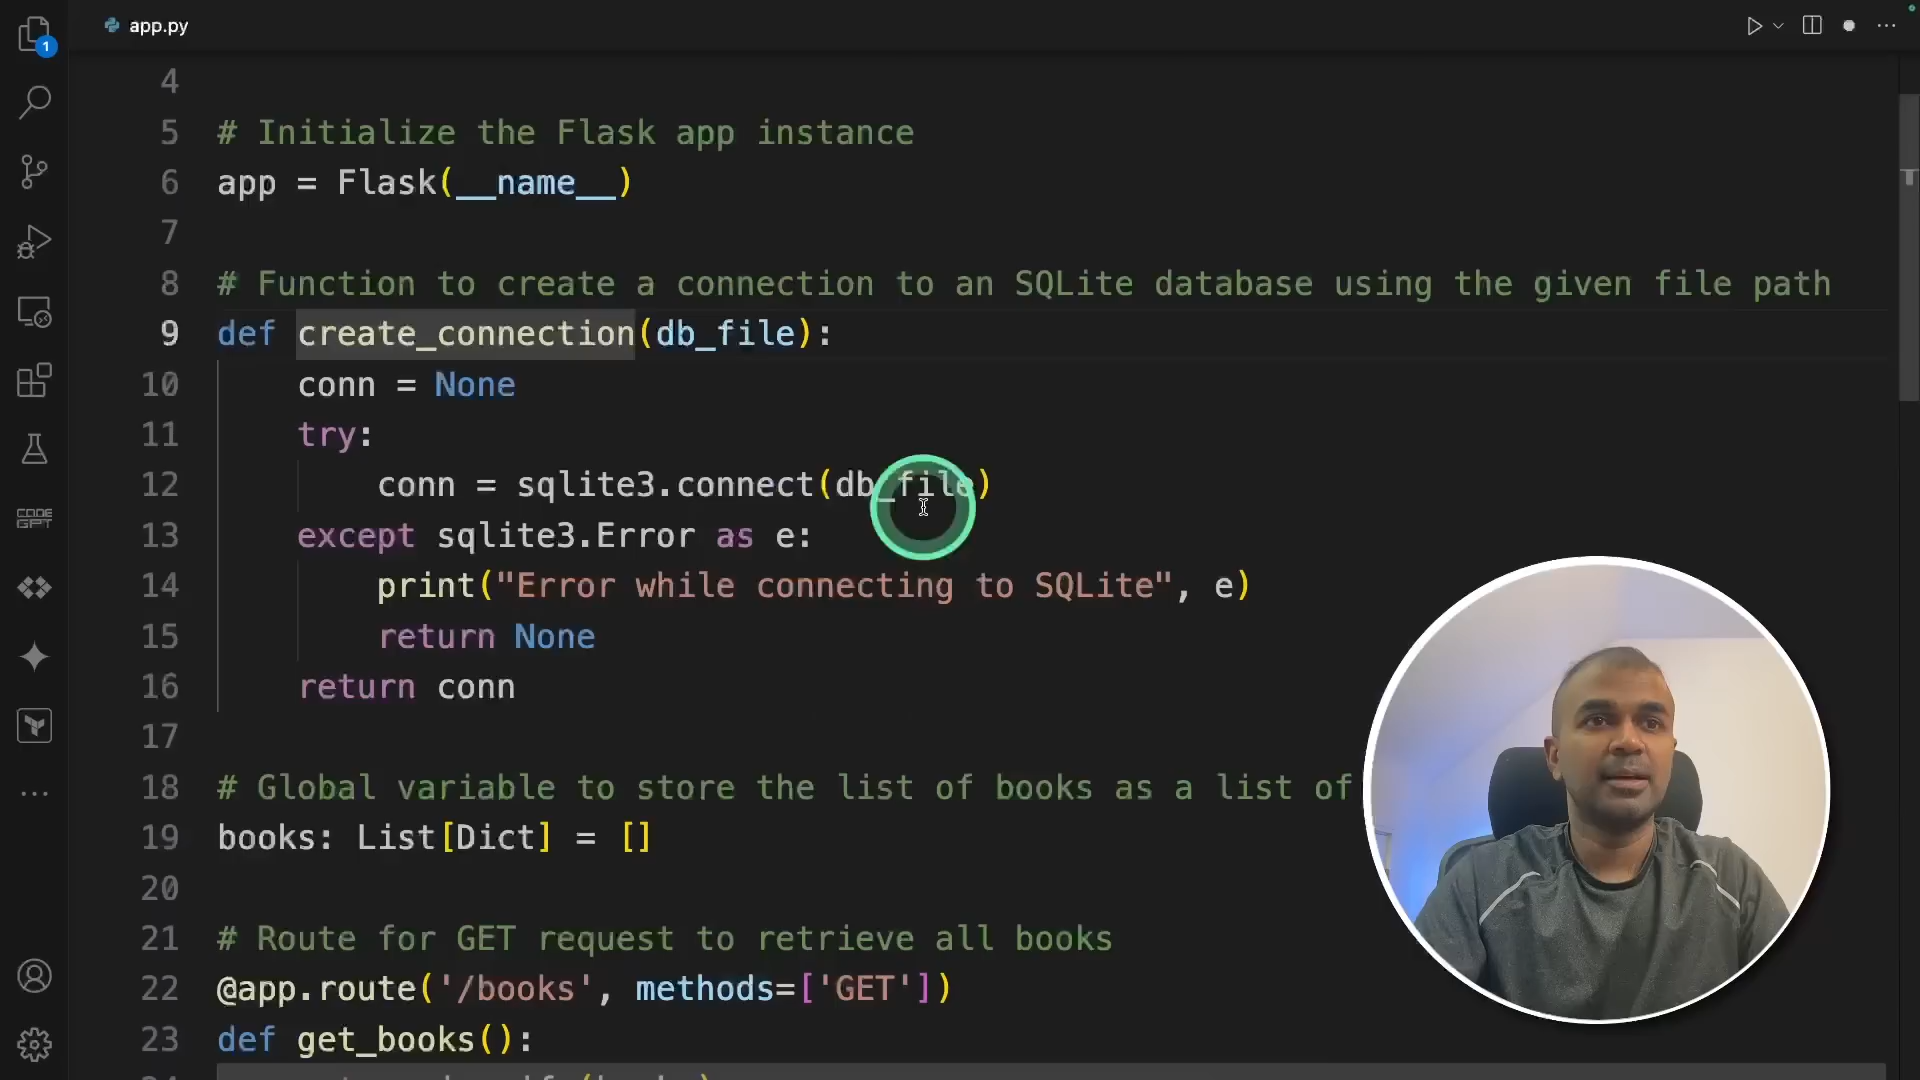 1
app.py
4
5 # Initialize the Flask app instance
6 app = Flask(__name__)
7
8 # Function to create a connection to an SQLite database using the given file path
9 def create_connection(db_file):
10 conn = None
11 try:
12 conn = sqlite3.connect(db_file)
13 except sqlite3.Error as e:
14 print("Error while connecting to SQLite", e)
15 return None
16 return conn
17
18 # Global variable to store the list of books as a list of
19 books: List[Dict] = []
20
21 # Route for GET request to retrieve all books
22 @app.route('/books', methods=['GET'])
23 def get_books():
CODE
GPT